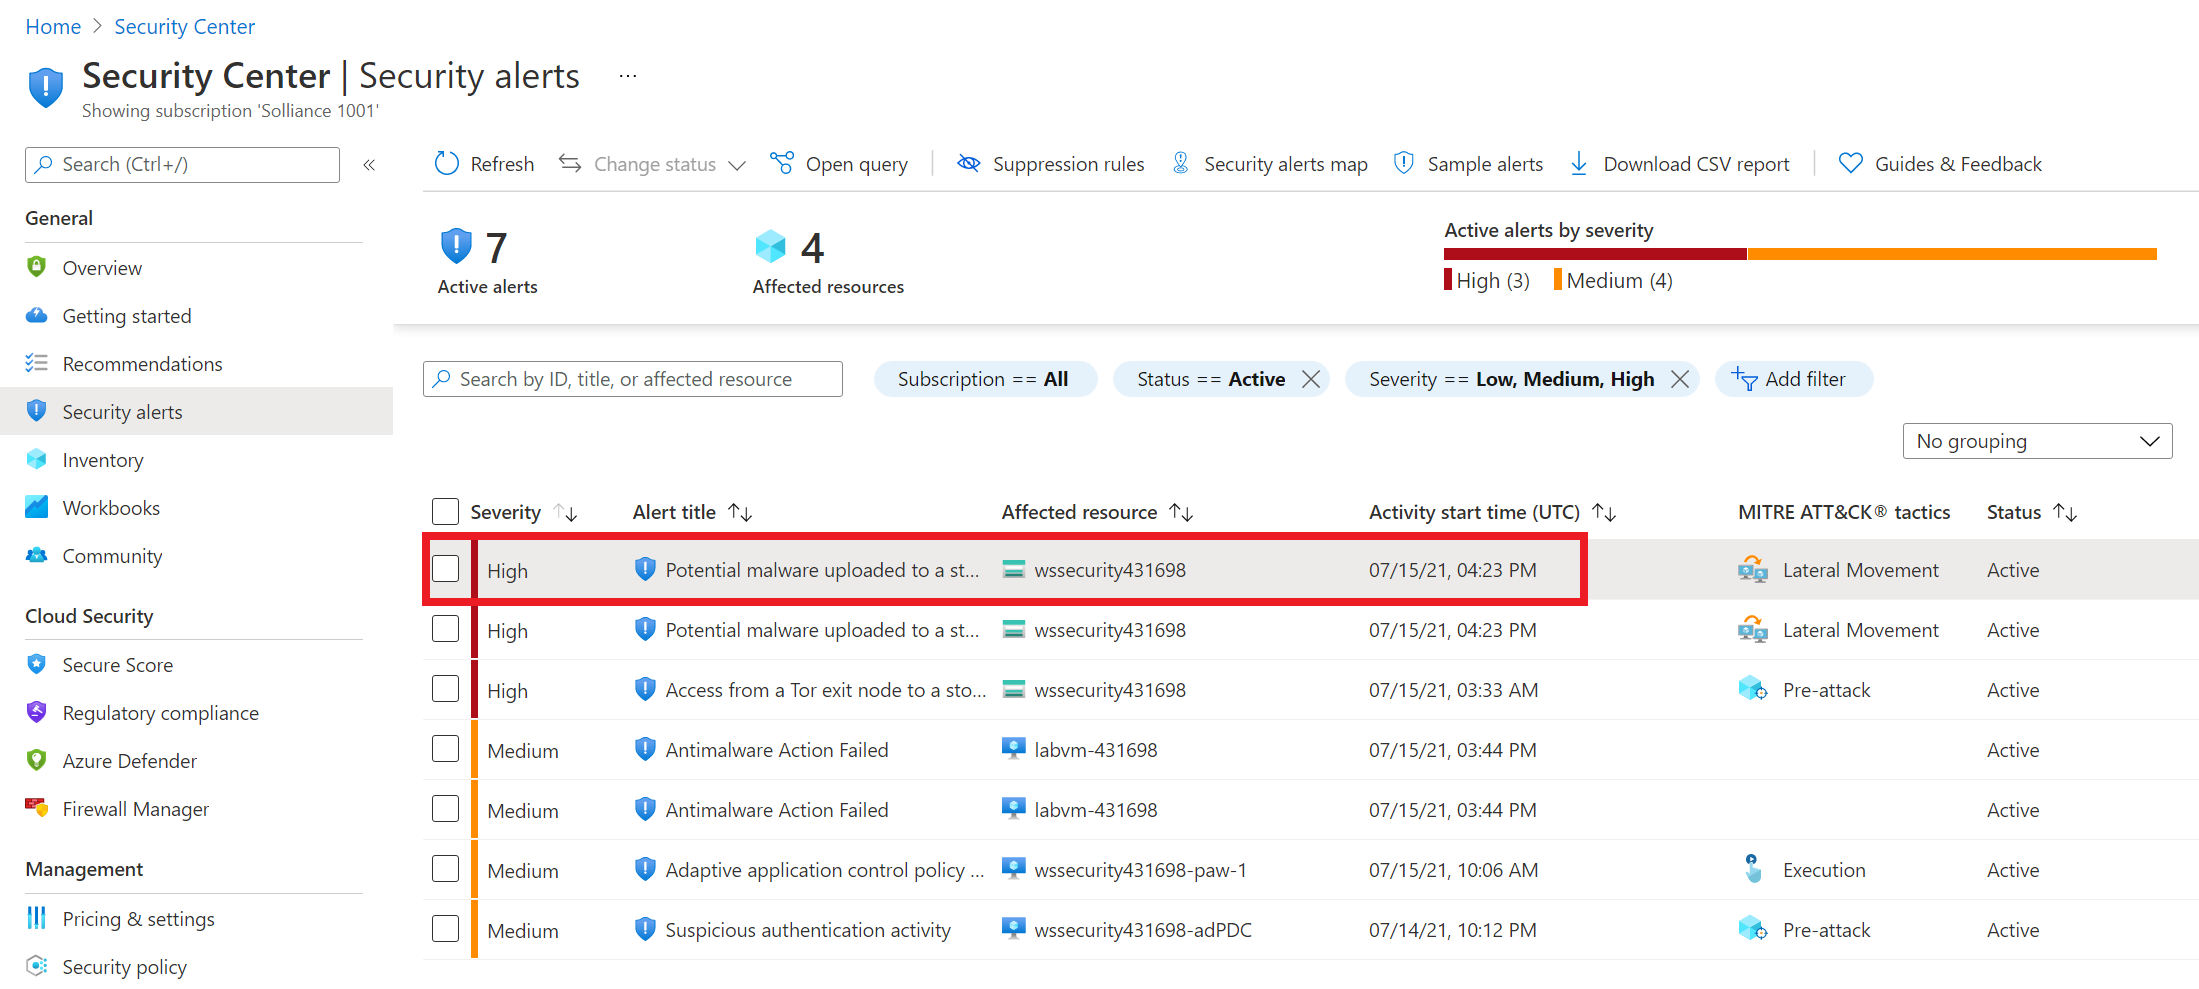 Home > Security Center
Security Center | Security alerts ...
Showing subscription 'Solliance 1001'
Search (Ctrl+/) «
General
Overview
Getting started
Recommendations
Security alerts
Inventory
Workbooks
Community
Cloud Security
Secure Score
Regulatory compliance
Azure Defender
Firewall Manager
Management
Pricing & settings
Security policy
Refresh Change status Open query Suppression rules Security alerts map Sample alerts Download CSV report Guides & Feedback
7
Active alerts
4
Affected resources
Active alerts by severity
High (3) Medium (4)
Search by ID, title, or affected resource Subscription == All Status == Active Severity == Low, Medium, High Add filter
No grouping
Severity Alert title Affected resource Activity start time (UTC) MITRE ATT&CK® tactics Status
High Potential malware uploaded to a st... wssecurity431698 07/15/21, 04:23 PM Lateral Movement Active
High Potential malware uploaded to a st... wssecurity431698 07/15/21, 04:23 PM Lateral Movement Active
High Access from a Tor exit node to a sto... wssecurity431698 07/15/21, 03:33 AM Pre-attack Active
Medium Antimalware Action Failed labvm-431698 07/15/21, 03:44 PM Active
Medium Antimalware Action Failed labvm-431698 07/15/21, 03:44 PM Active
Medium Adaptive application control policy ... wssecurity431698-paw-1 07/15/21, 10:06 AM Execution Active
Medium Suspicious authentication activity wssecurity431698-adPDC 07/14/21, 10:12 PM Pre-attack Active